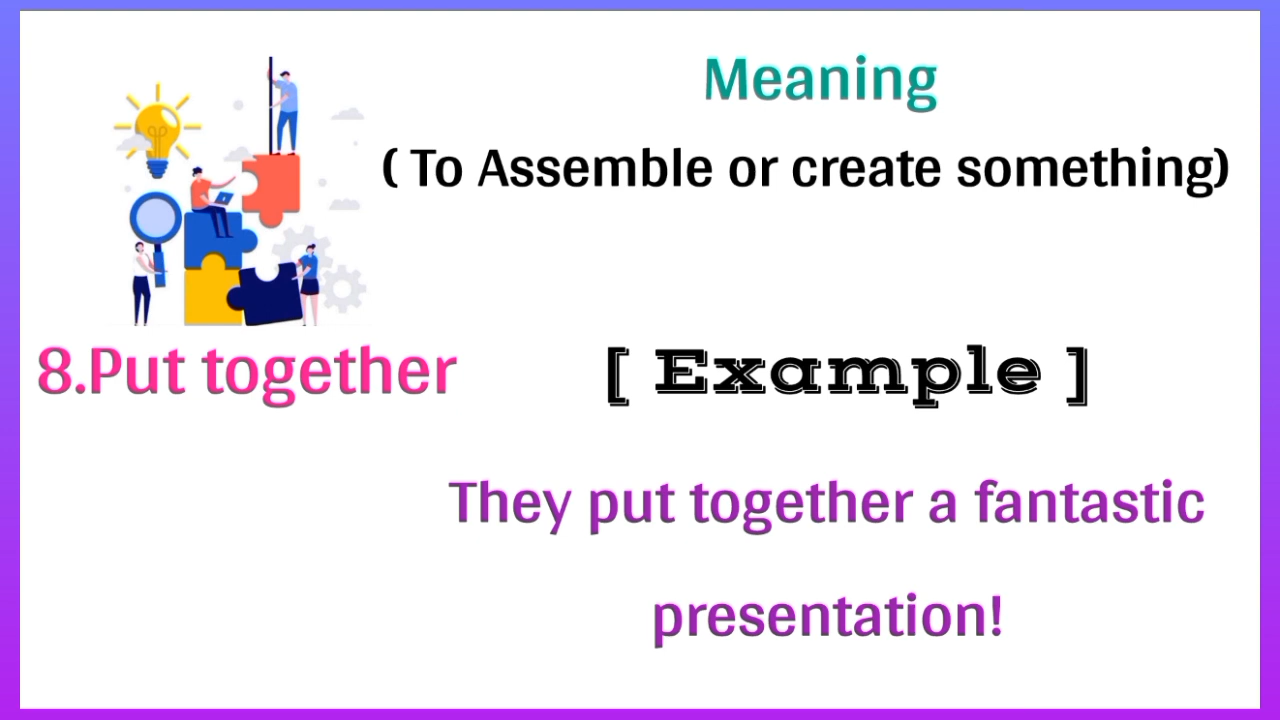 Meaning
( To Assemble or create something)
8.Put together
[ Example ]
They put together a fantastic
presentation!